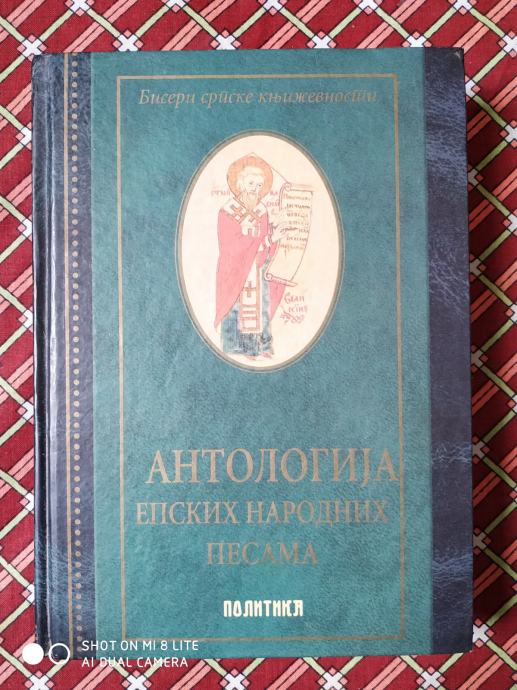 Бисери српске књижевности
АНТОЛОГИЈА
ЕПСКИХ НАРОДНИХ
ПЕСАМА
ПОЛИТИКА
SHOT ON MI 8 LITE
AI DUAL CAMERA